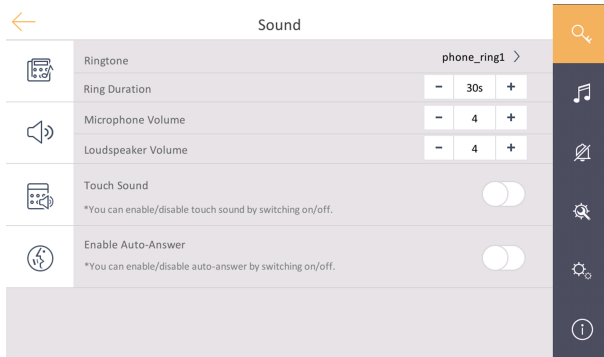 Sound
Ringtone phone_ring1 >
Ring Duration - 30s +
Microphone Volume - 4 +
Loudspeaker Volume - 4 +
Touch Sound
*You can enable/disable touch sound by switching on/off.
Enable Auto-Answer
*You can enable/disable auto-answer by switching on/off.